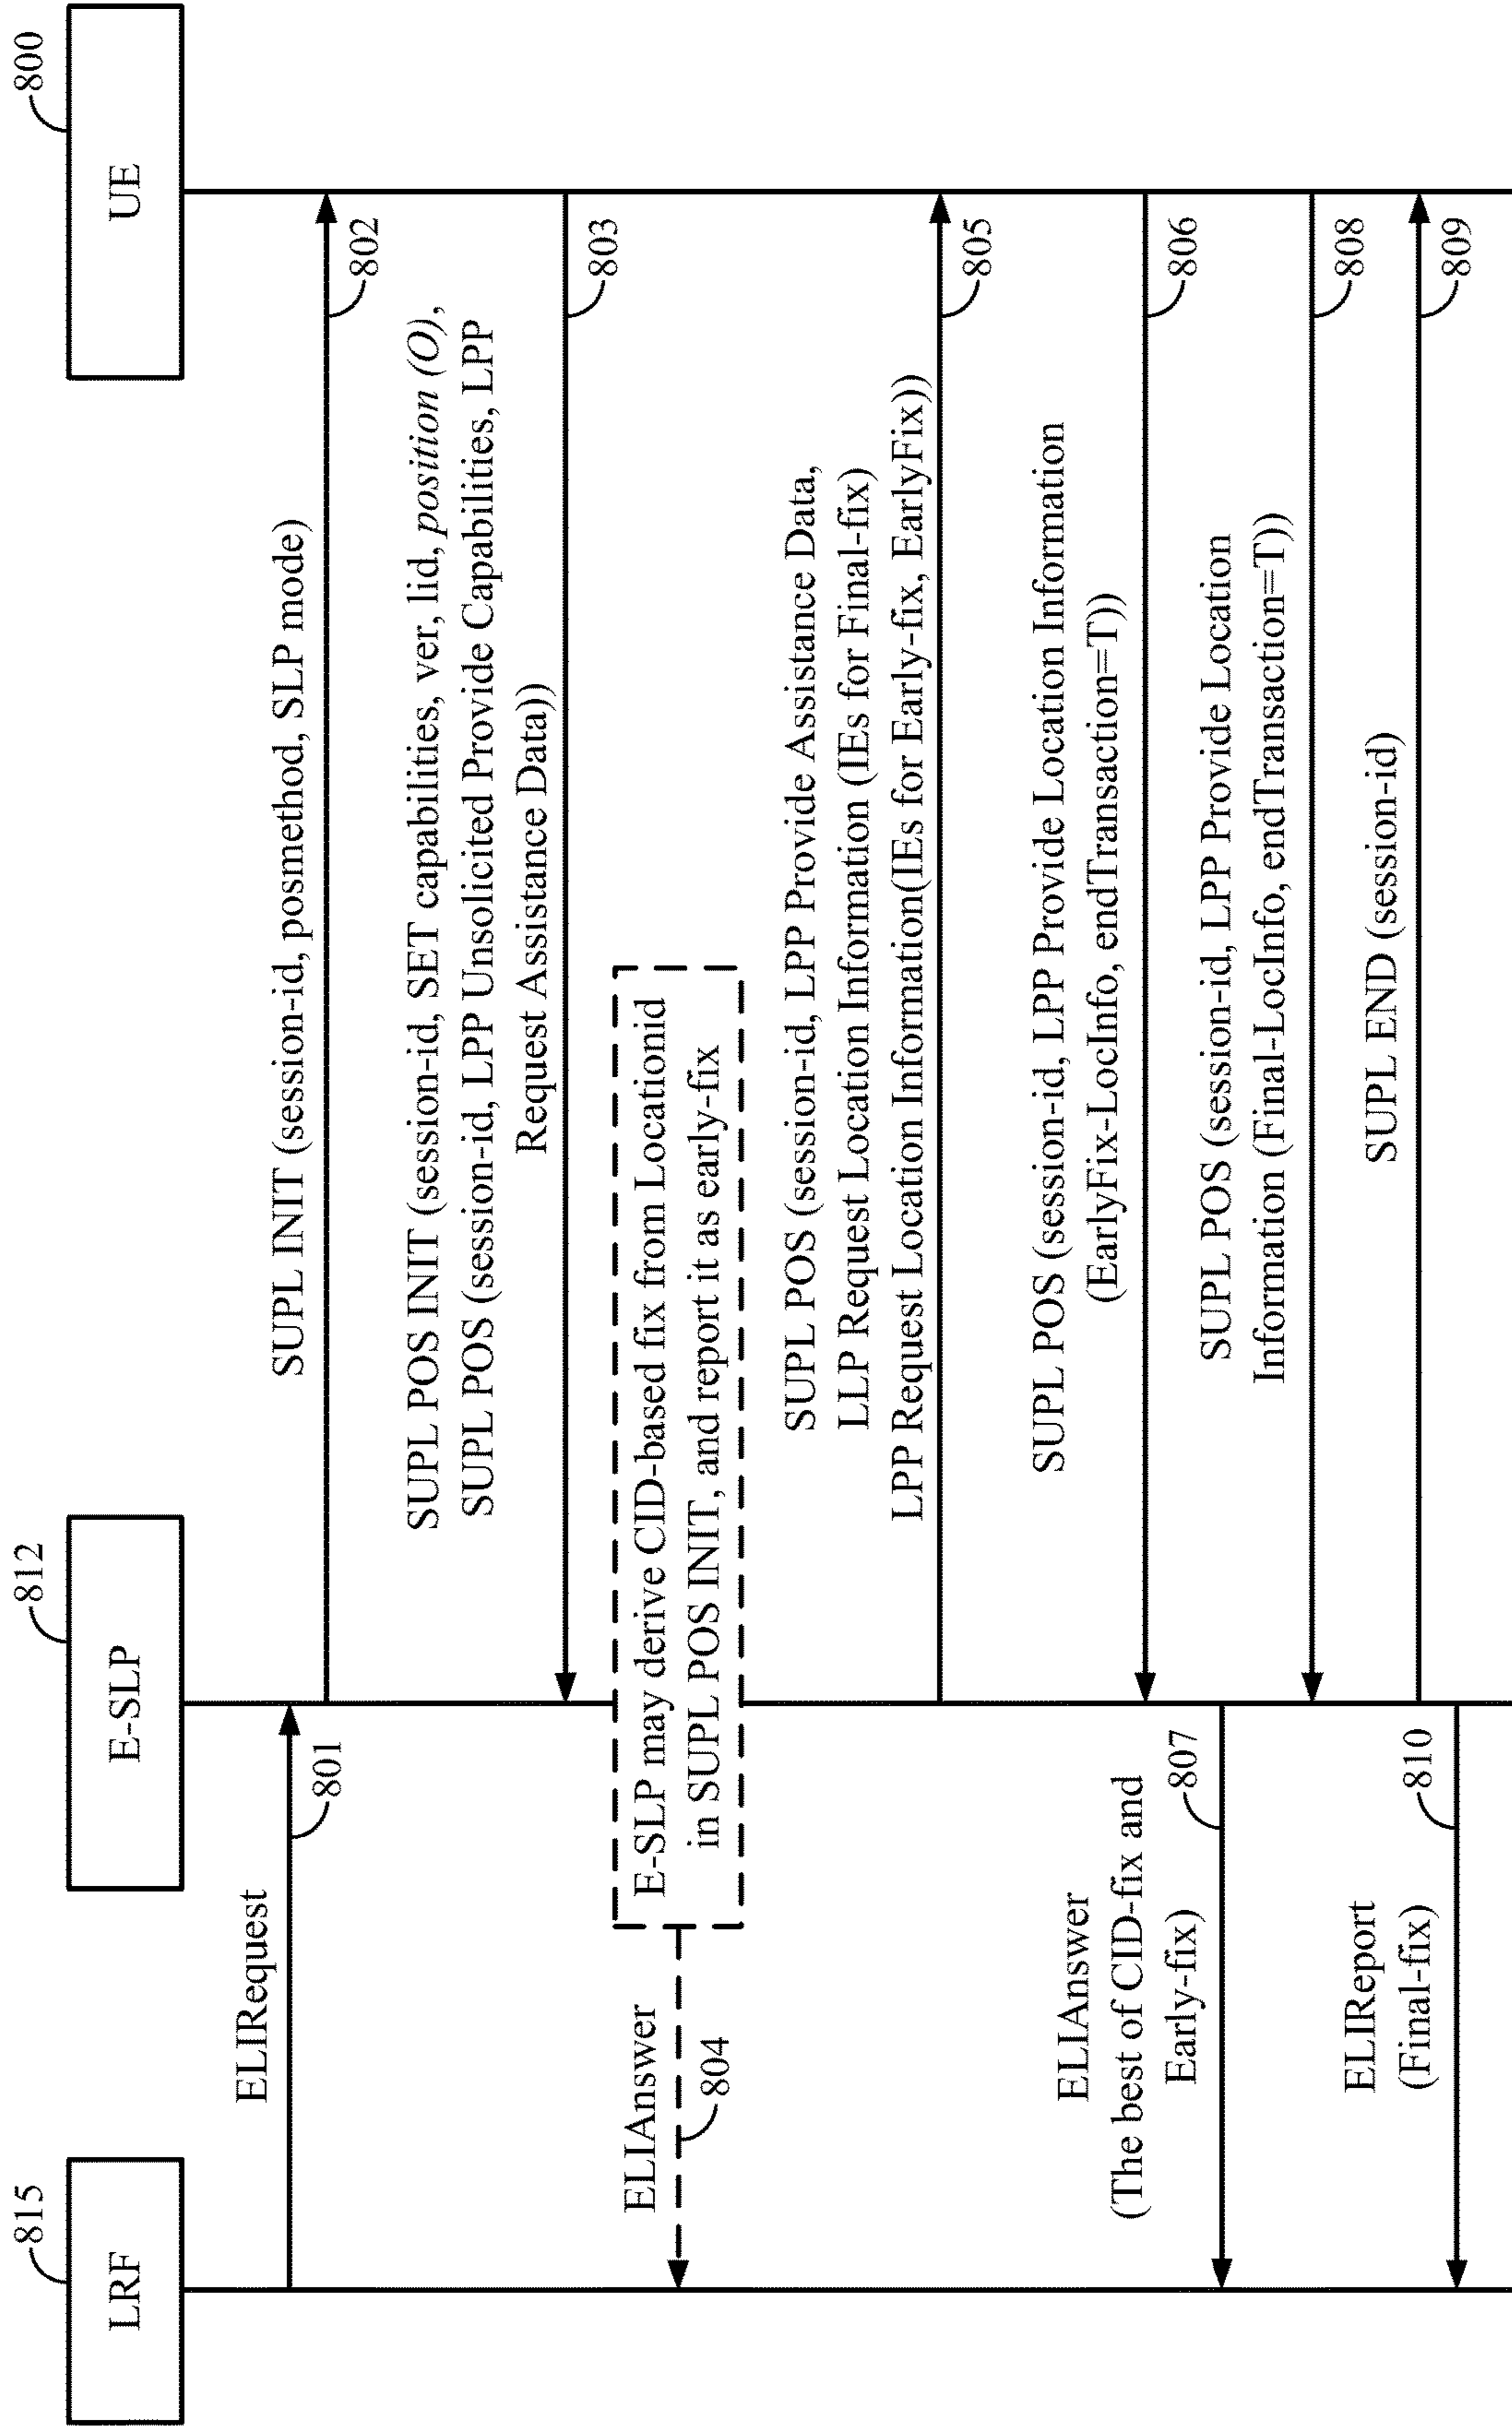 815
LRF
812
E-SLP
800
UE
ELIRequest
801
SUPL INIT (session-id, posmethod, SLP mode)
802
SUPL POS INIT (session-id, SET capabilities, ver, lid, position (O),
SUPL POS (session-id, LPP Unsolicited Provide Capabilities, LPP
Request Assistance Data))
803
E-SLP may derive CID-based fix from Locationid
in SUPL POS INIT, and report it as early-fix
ELIAnswer
804
SUPL POS (session-id, LPP Provide Assistance Data,
LLP Request Location Information (IEs for Final-fix)
LPP Request Location Information(IEs for Early-fix, EarlyFix))
805
SUPL POS (session-id, LPP Provide Location Information
(EarlyFix-LocInfo, endTransaction=T))
806
ELIAnswer
(The best of CID-fix and
Early-fix)
807
SUPL POS (session-id, LPP Provide Location
Information (Final-LocInfo, endTransaction=T))
808
SUPL END (session-id)
809
ELIReport
(Final-fix)
810